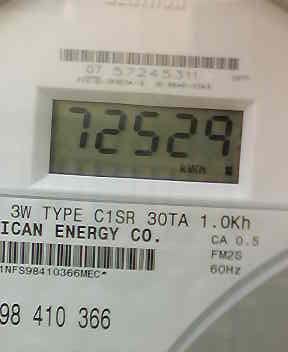 07 57245311
72529
KWH
3W TYPE C1SR 30TA 1.0Kh
ICAN ENERGY CO.
CA 0.5
FM2S
60Hz
1NFS98410366MEC*
98 410 366